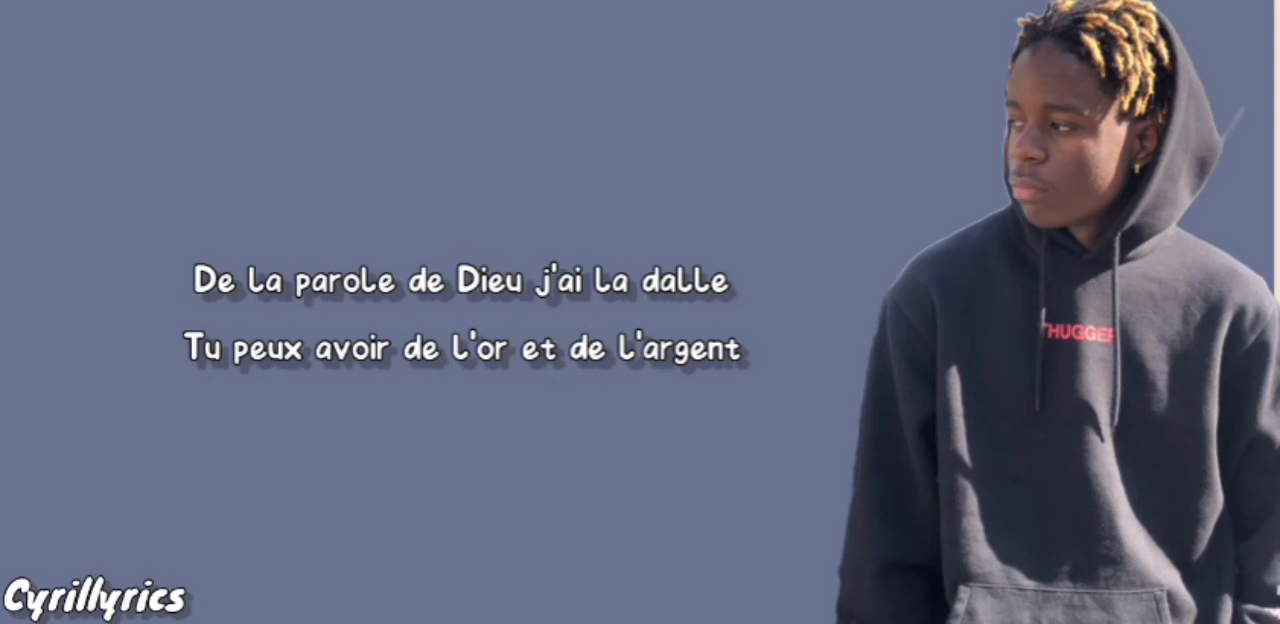 De la parole de Dieu j'ai la dalle
Tu peux avoir de l'or et de l'argent
THUGGER
Cyrillyrics